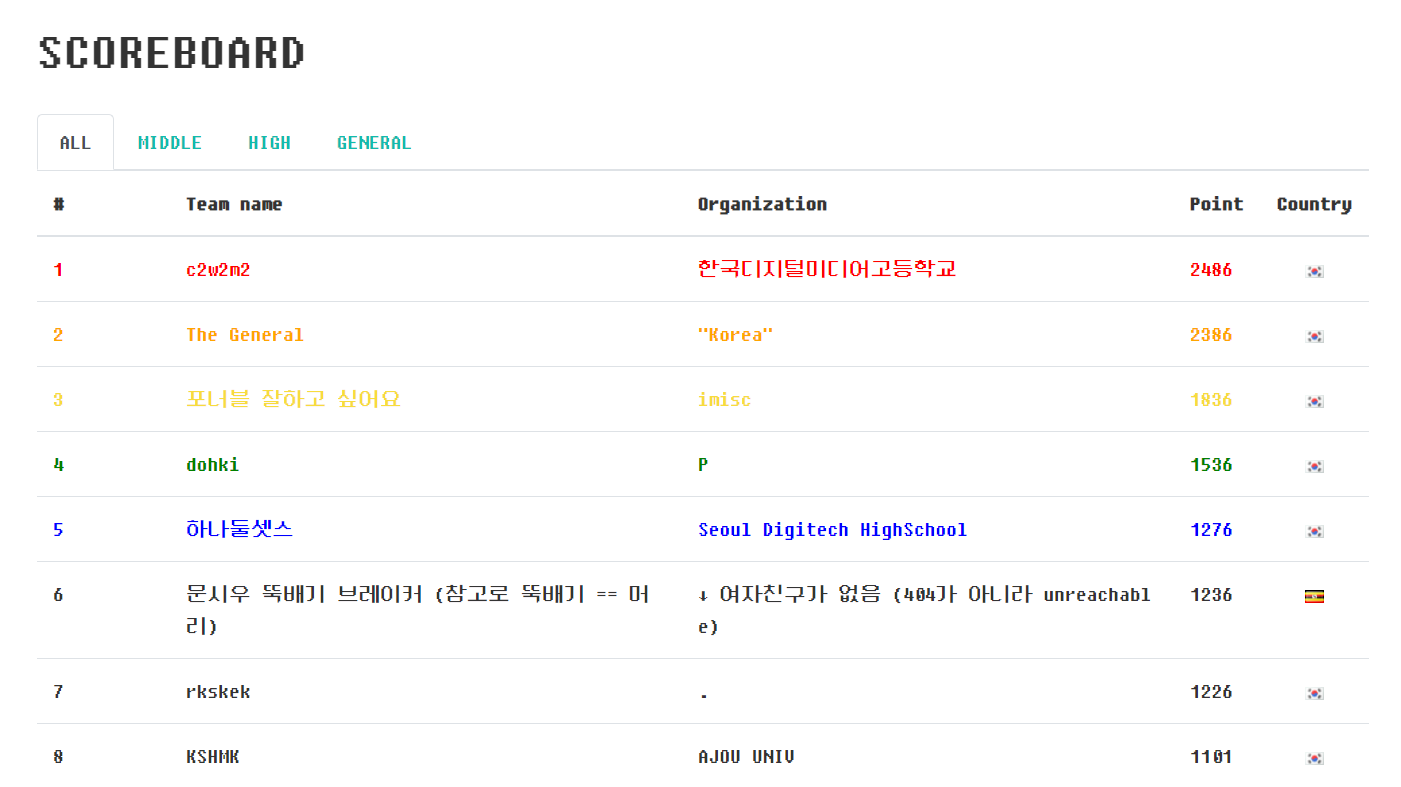 SCOREBOARD
ALL MIDDLE HIGH GENERAL
# Team name Organization Point Country
1 c2w2m2 한국디지털미디어고등학교 2486
2 The General "Korea" 2386
3 포너블 잘하고 싶어요 imisc 1836
4 dohki P 1536
5 하나둘셋스 Seoul Digitech HighSchool 1276
6 문시우 뚝배기 브레이커 (참고로 뚝배기 == 머 ↓ 여자친구가 없음 (404가 아니라 unreachabl 1236
리) e)
7 rkskek . 1226
8 KSHMK AJOU UNIV 1101